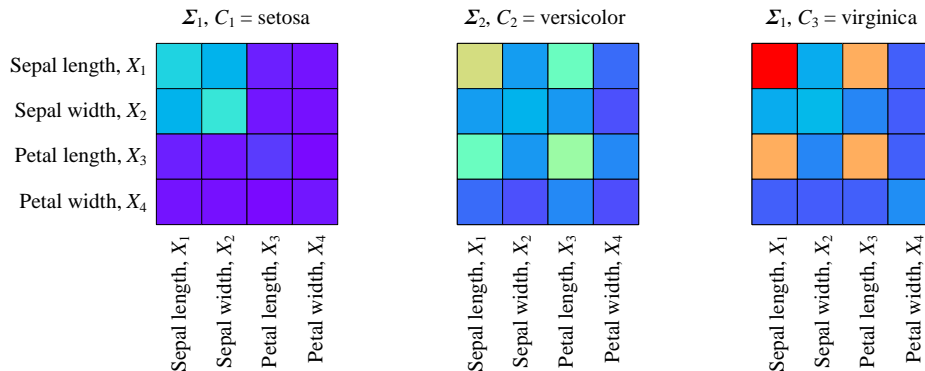 Σ₁, C₁ = setosa
Σ₂, C₂ = versicolor
Σ₁, C₃ = virginica
Sepal length, X₁
Sepal width, X₂
Petal length, X₃
Petal width, X₄
Sepal length, X₁
Sepal width, X₂
Petal length, X₃
Petal width, X₄
Sepal length, X₁
Sepal width, X₂
Petal length, X₃
Petal width, X₄
Sepal length, X₁
Sepal width, X₂
Petal length, X₃
Petal width, X₄